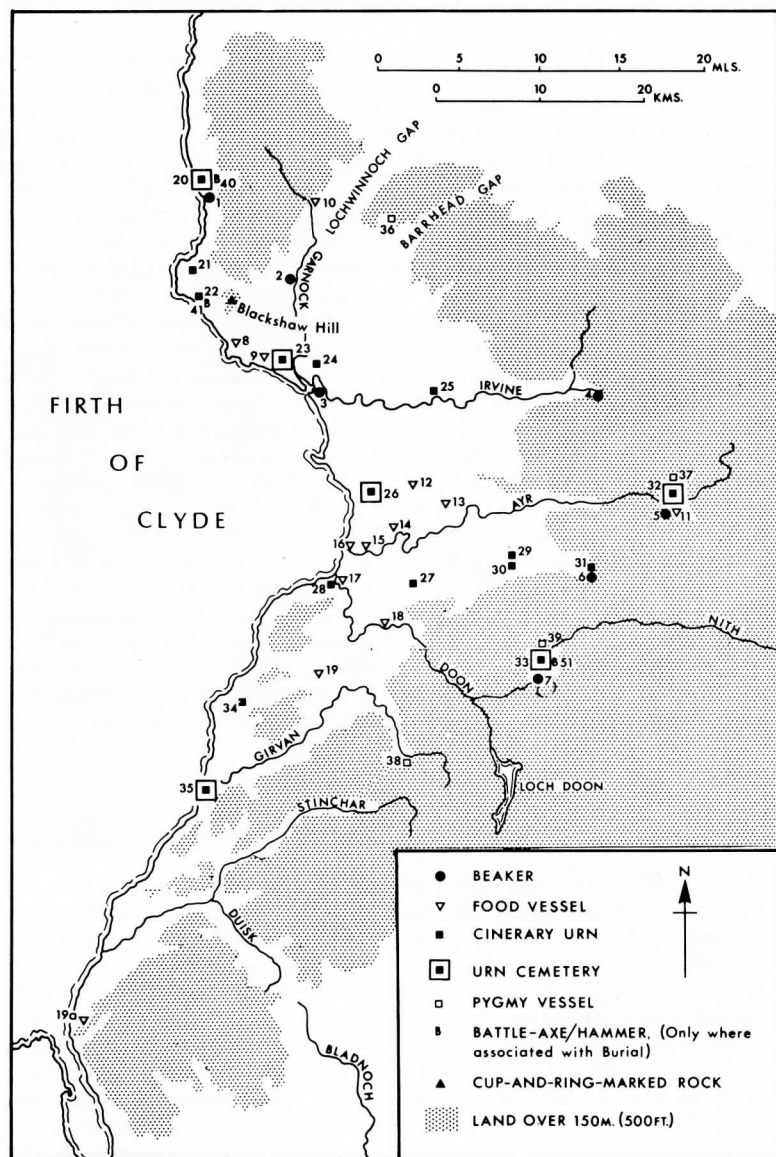 0 5 10 15 20 MLS.
0 10 20 KMS.
LOCHWINNOCH GAP
BARRHEAD GAP
20 B 40
1
10
36
GARNOCK
21
2
22
B
Blackshaw Hill
8
23
9
24
3
25
IRVINE
4
FIRTH
OF
CLYDE
26
12
13
AYR
37
32
5
11
14
16
15
29
30
31
6
17
28
27
18
NITH
39
33
B 51
7
DOON
19
34
GIRVAN
38
35
STINCHAR
LOCH DOON
DUISK
19
BLADNOCH
N
BEAKER
FOOD VESSEL
CINERARY URN
URN CEMETERY
PYGMY VESSEL
B BATTLE-AXE/HAMMER, (Only where
associated with Burial)
CUP-AND-RING-MARKED ROCK
LAND OVER 150M. (500FT.)